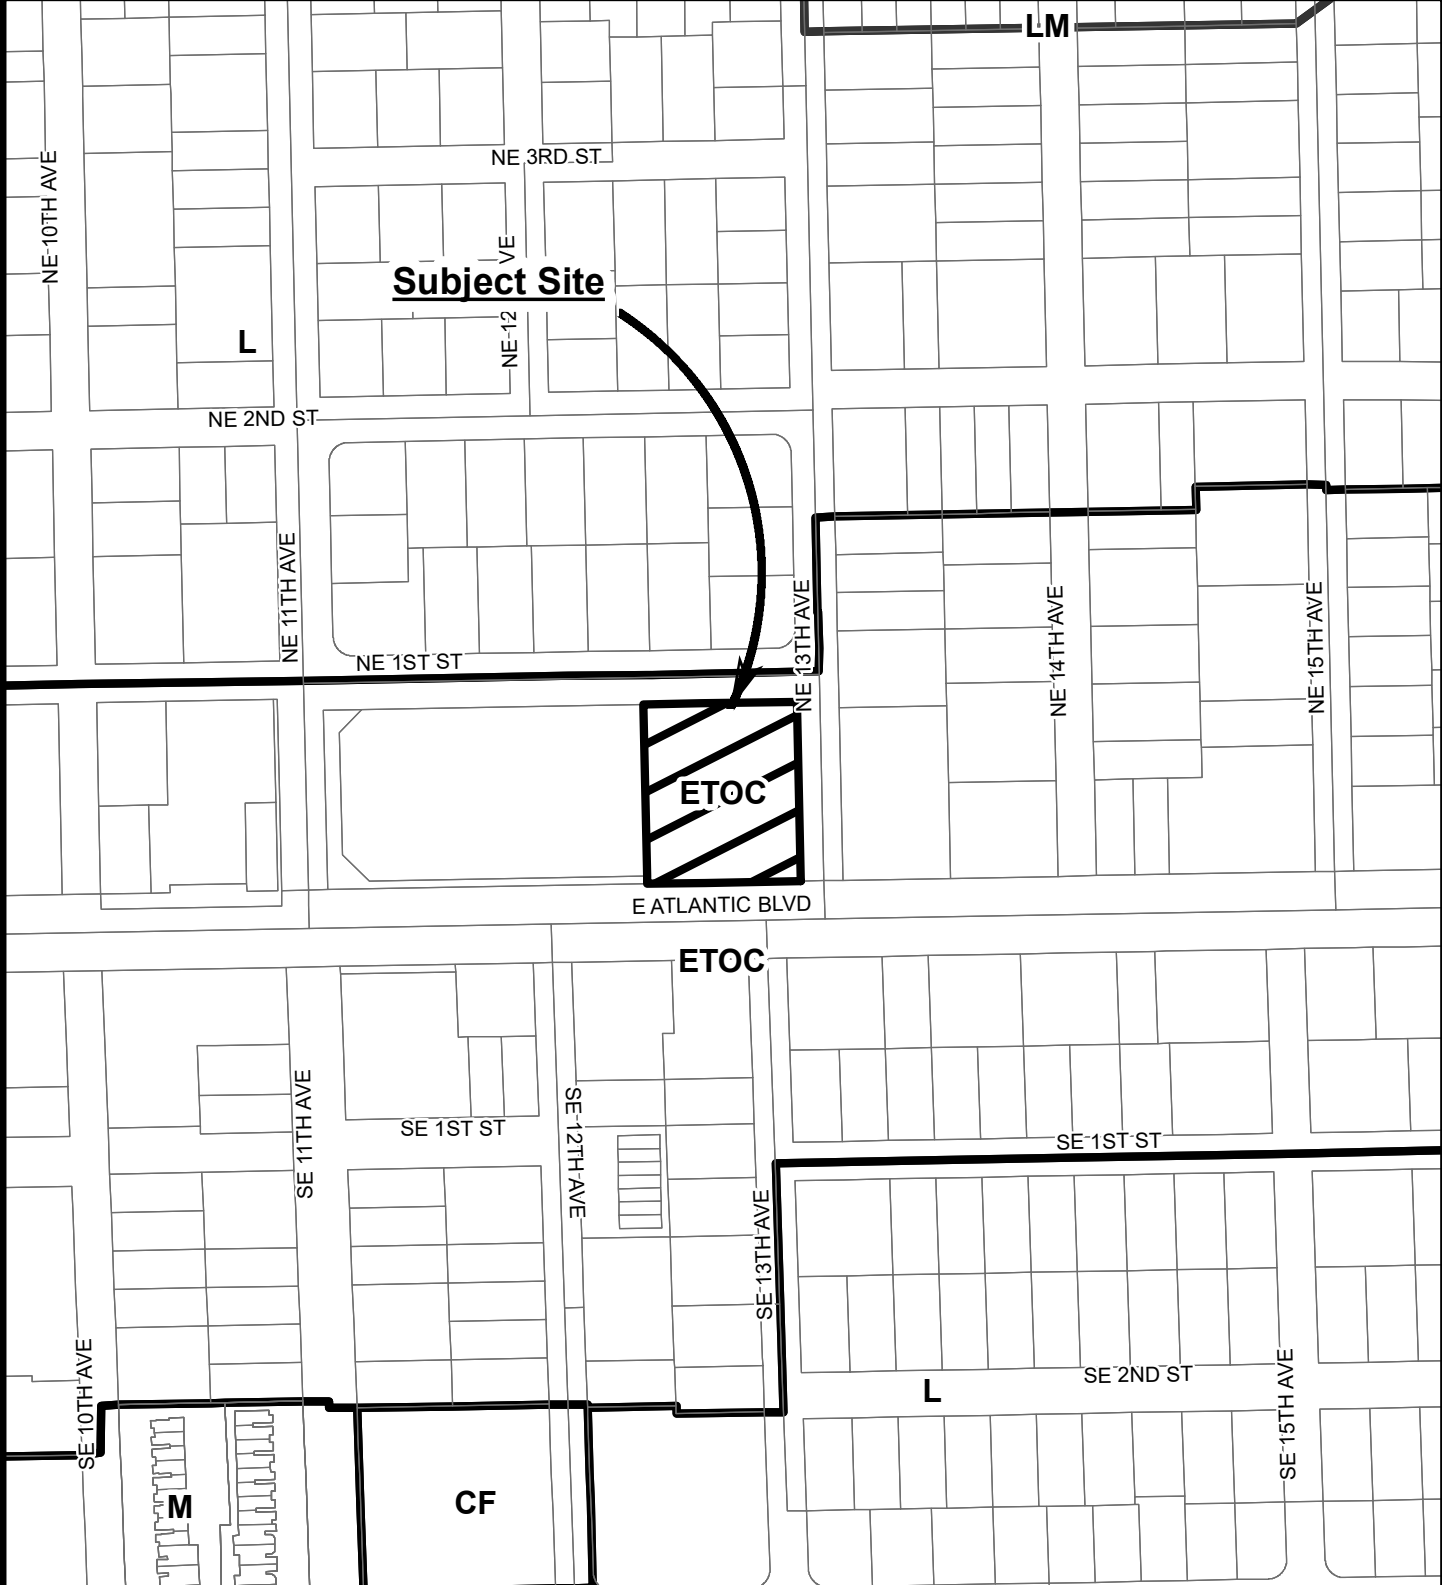 LM
NE 3RD ST
NE 10TH AVE
NE 12 VE
Subject Site
L
NE 2ND ST
NE 11TH AVE
NE 13TH AVE
NE 14TH AVE
NE 15TH AVE
NE 1ST ST
ETOC
E ATLANTIC BLVD
ETOC
SE 11TH AVE
SE 12TH AVE
SE 1ST ST
SE 1ST ST
SE 13TH AVE
SE 10TH AVE
SE 2ND ST
L
SE 15TH AVE
M
CF